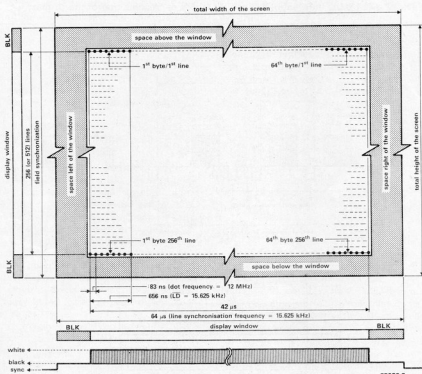 total width of the screen
BLK
space above the window
1st byte/1st line
64th byte/1st line
display window
256 (or 512) lines
field synchronization
space left of the window
space right of the window
total height of the screen
1st byte 256th line
64th byte 256th line
space below the window
BLK
83 ns (dot frequency = 12 MHz)
656 ns (LD = 15.625 kHz)
42 µs
64 µs (line synchronisation frequency = 15.625 kHz)
BLK
display window
BLK
white
black
sync